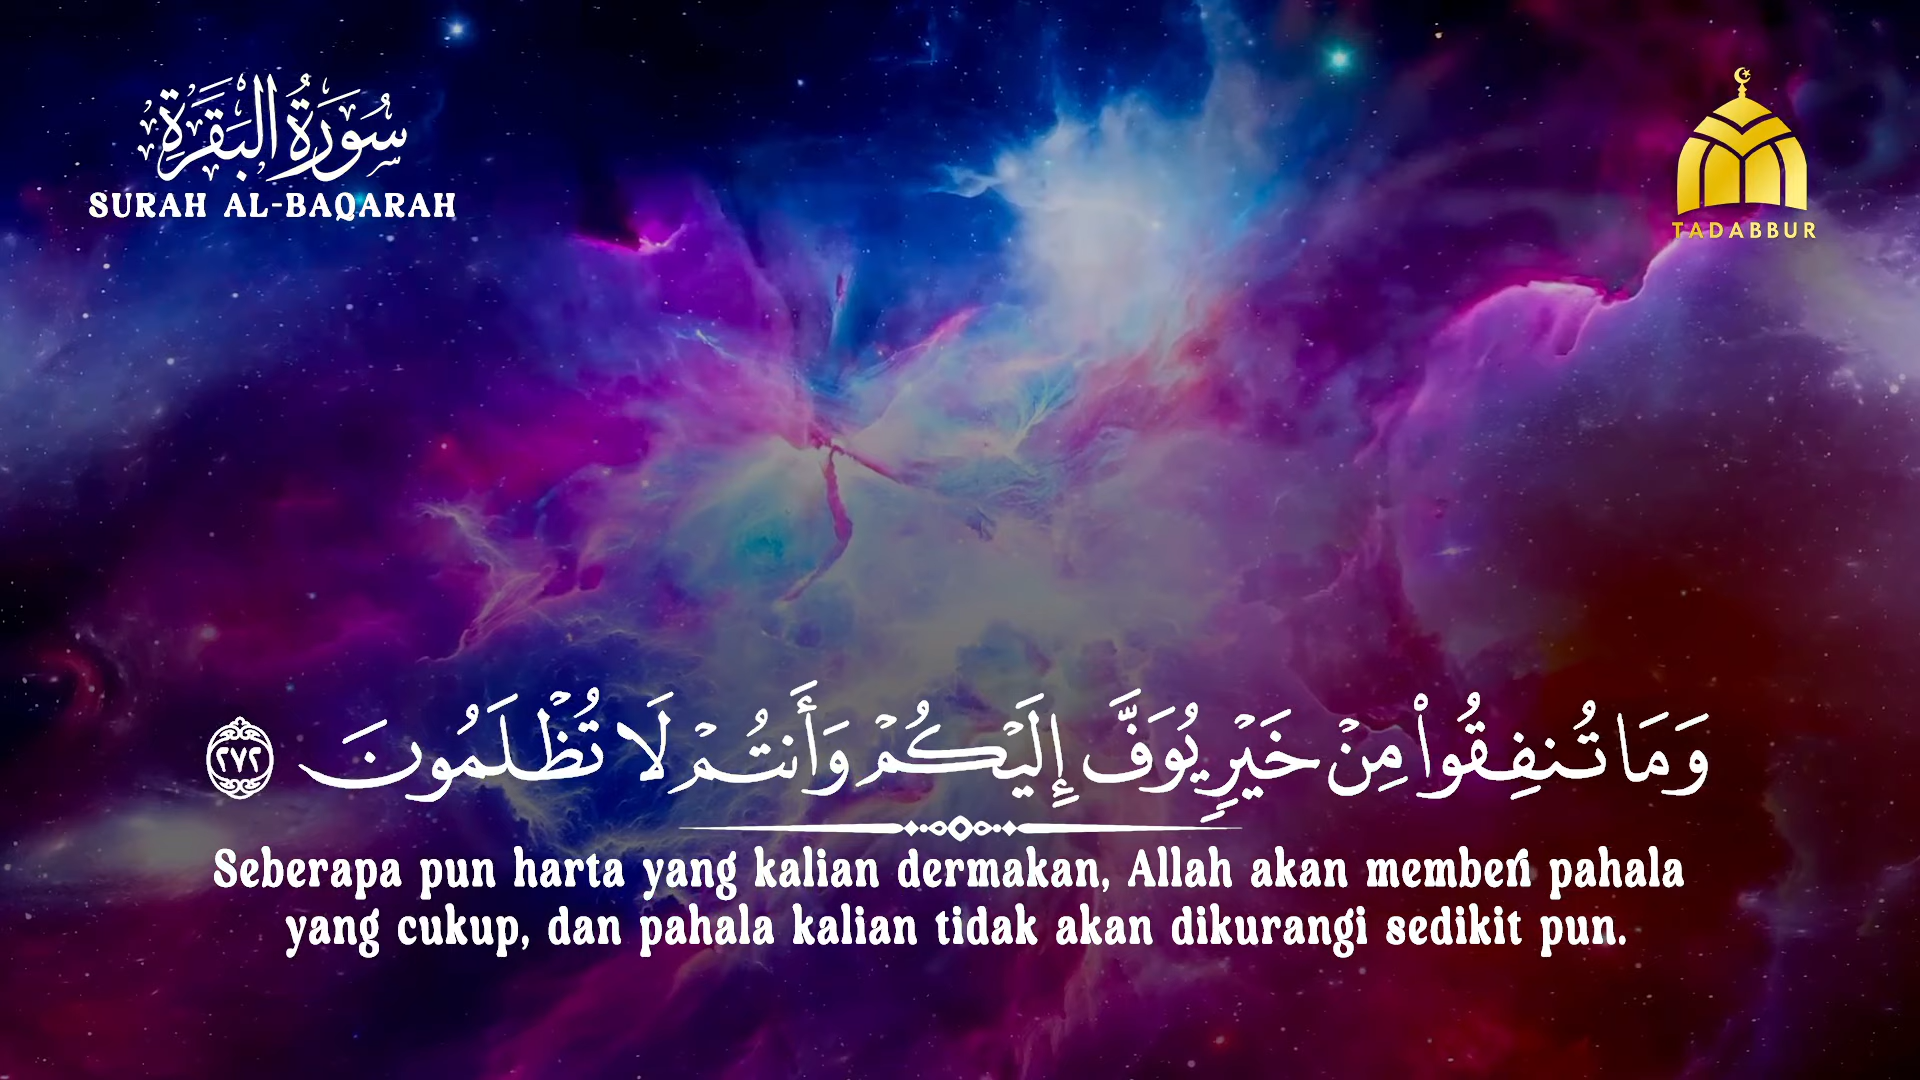 سُورَةُ الْبَقَرَةِ
SURAH AL-BAQARAH
TADABBUR
وَمَا تُنفِقُوا۟ مِنْ خَيْرٍ يُوَفَّ إِلَيْكُمْ وَأَنتُمْ لَا تُظْلَمُونَ ٢٧٢
Seberapa pun harta yang kalian dermakan, Allah akan memberi pahala
yang cukup, dan pahala kalian tidak akan dikurangi sedikit pun.